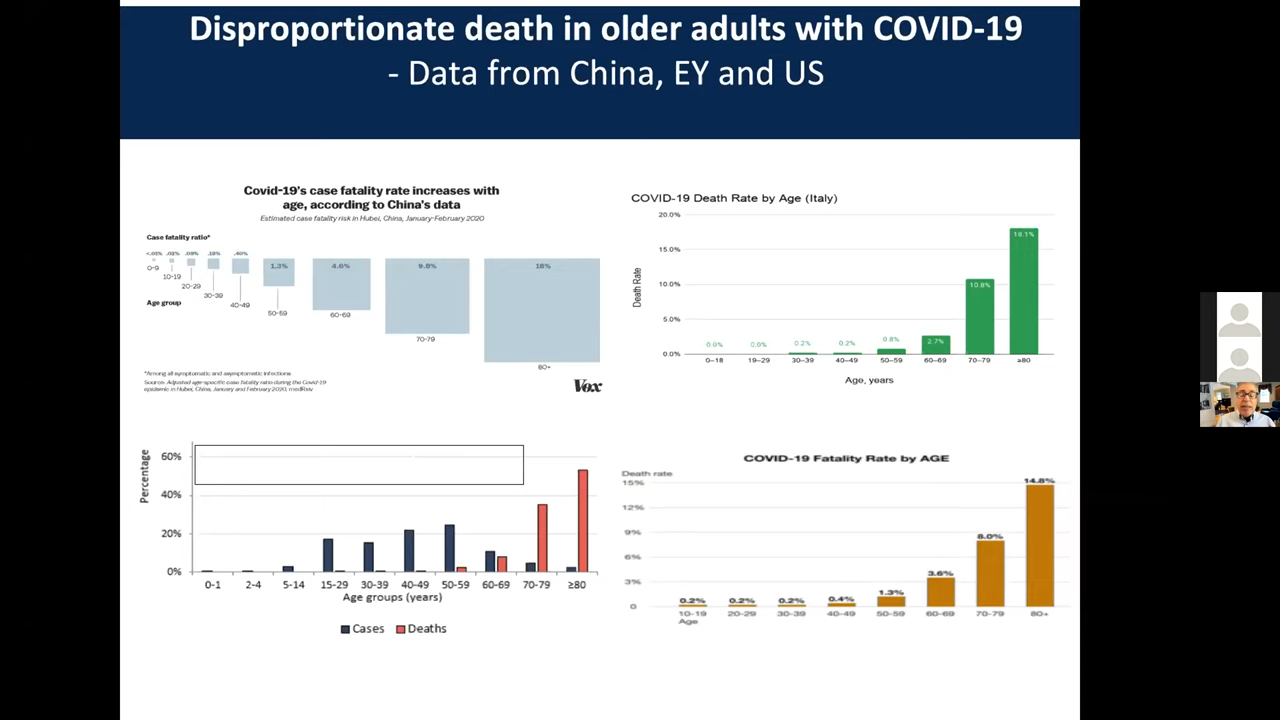 Disproportionate death in older adults with COVID-19
- Data from China, EY and US
Covid-19's case fatality rate increases with
age, according to China's data
Estimated case fatality risk in Hubei, China, January-February 2020
Case fatality ratio*
<.01% .02% .09% .18% .40% 1.3% 4.6% 9.8% 18%
0-9
10-19
20-29
30-39
40-49
50-59
60-69
70-79
80+
Age group
*Among all symptomatic and asymptomatic infections
Source: Adjusted age-specific case fatality ratio during the Covid-19
epidemic in Hubei, China, January and February 2020, medRxiv
Vox
COVID-19 Death Rate by Age (Italy)
20.0%
15.0%
10.0%
5.0%
0.0%
Death Rate
0.0% 0.0% 0.2% 0.2% 0.8% 2.7% 10.8% 18.1%
0–18 19–29 30–39 40–49 50–59 60–69 70–79 ≥80
Age, years
Percentage
60%
40%
20%
0%
0-1 2-4 5-14 15-29 30-39 40-49 50-59 60-69 70-79 ≥80
Age groups (years)
Cases Deaths
COVID-19 Fatality Rate by AGE
Death rate
15%
12%
9%
6%
3%
0
0.2% 0.2% 0.2% 0.4% 1.3% 3.6% 8.0% 14.8%
10-19 20-29 30-39 40-49 50-59 60-69 70-79 80+
Age